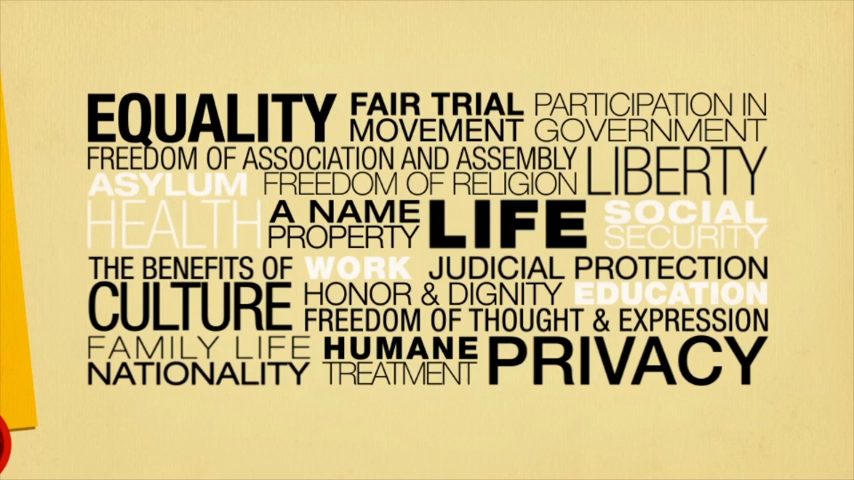 EQUALITY FAIR TRIAL PARTICIPATION IN
MOVEMENT GOVERNMENT
FREEDOM OF ASSOCIATION AND ASSEMBLY LIBERTY
ASYLUM FREEDOM OF RELIGION
HEALTH A NAME LIFE SOCIAL
PROPERTY SECURITY
THE BENEFITS OF WORK JUDICIAL PROTECTION
CULTURE HONOR & DIGNITY EDUCATION
FREEDOM OF THOUGHT & EXPRESSION
FAMILY LIFE HUMANE PRIVACY
NATIONALITY TREATMENT